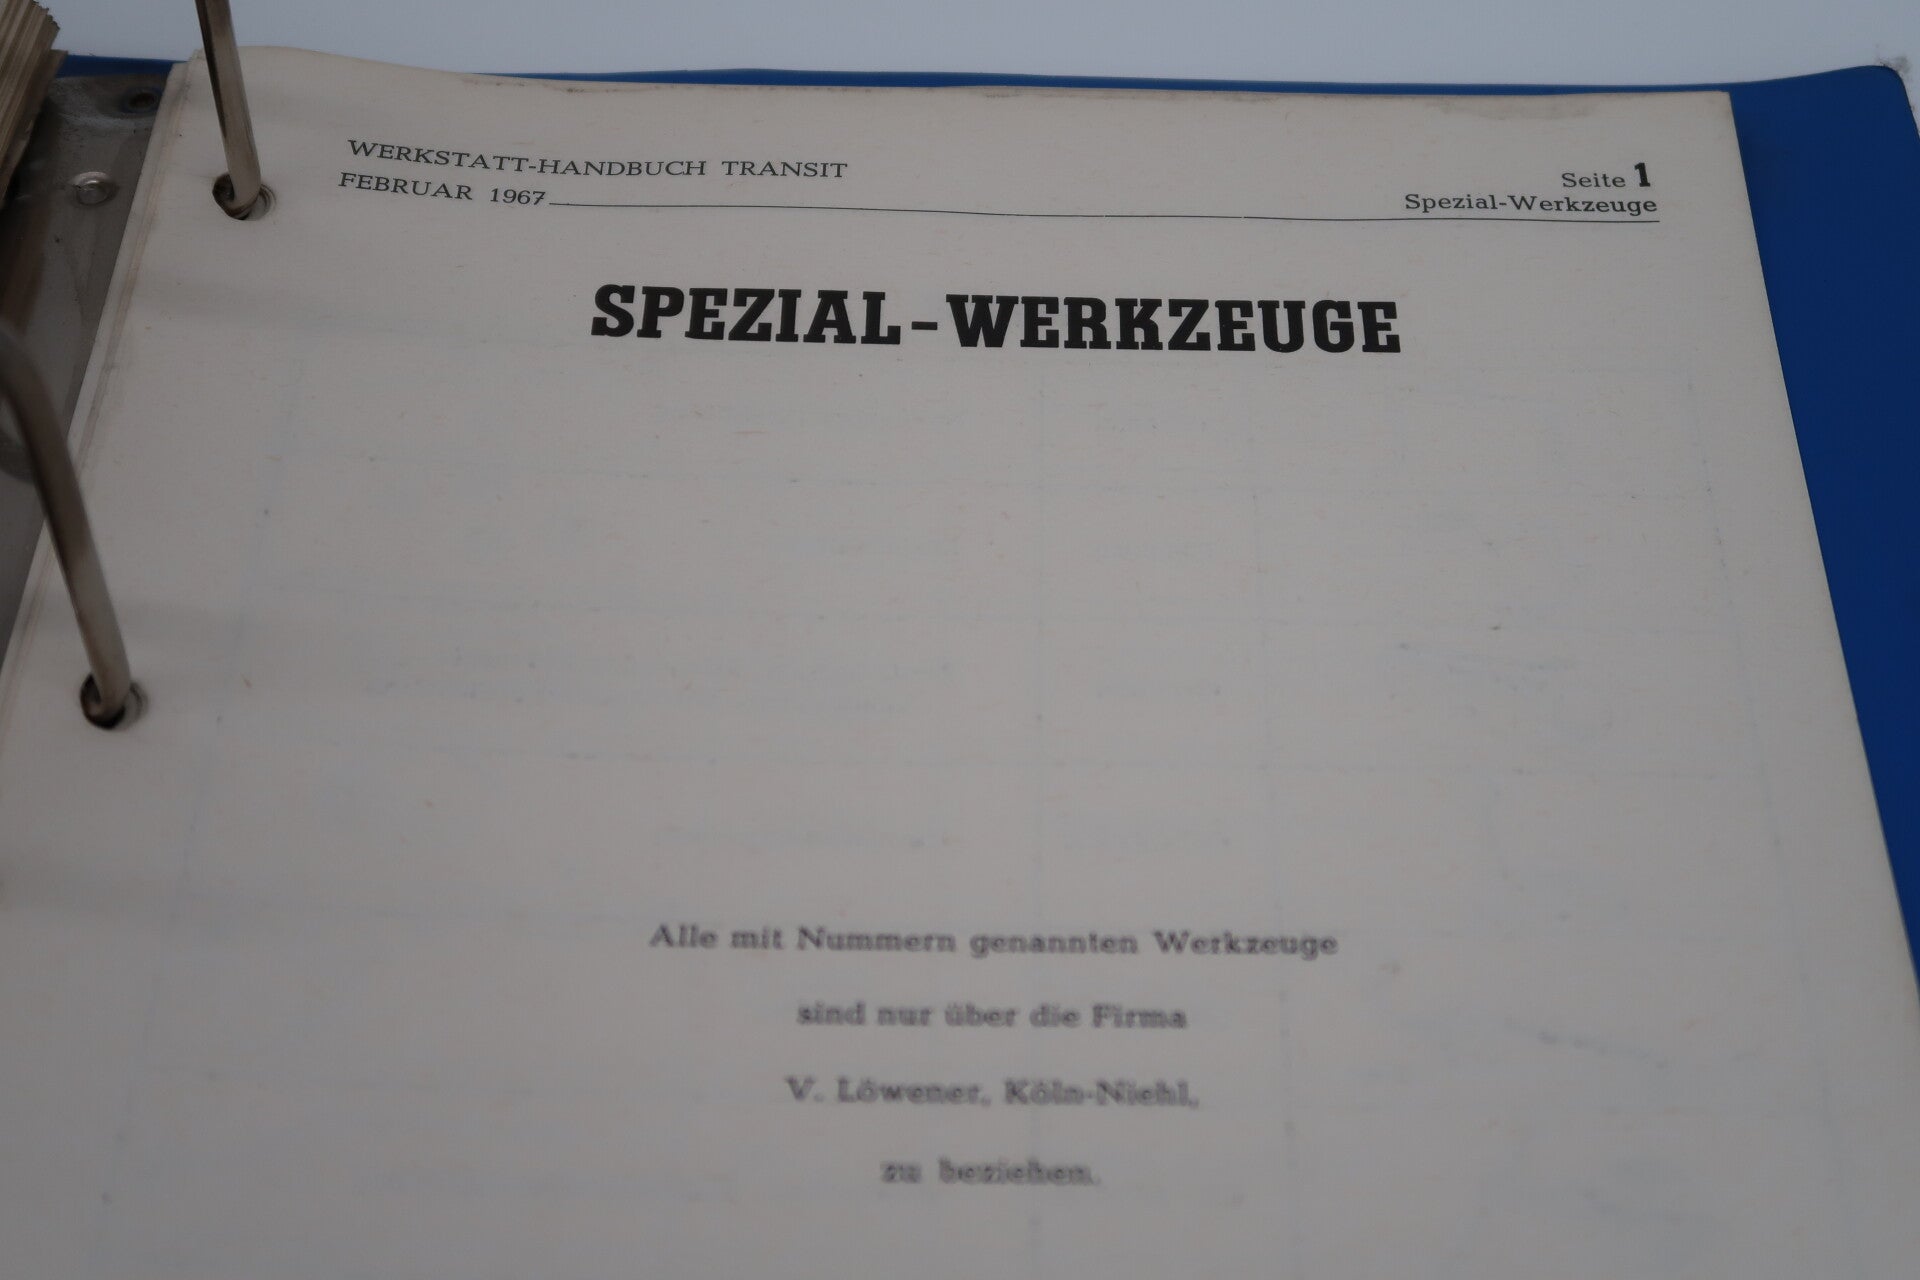 WERKSTATT-HANDBUCH TRANSIT
FEBRUAR 1967
Seite 1
Spezial-Werkzeuge
SPEZIAL-WERKZEUGE
Alle mit Nummern genannten Werkzeuge
sind nur über die Firma
V. Löwener, Köln-Niehl,
zu beziehen.